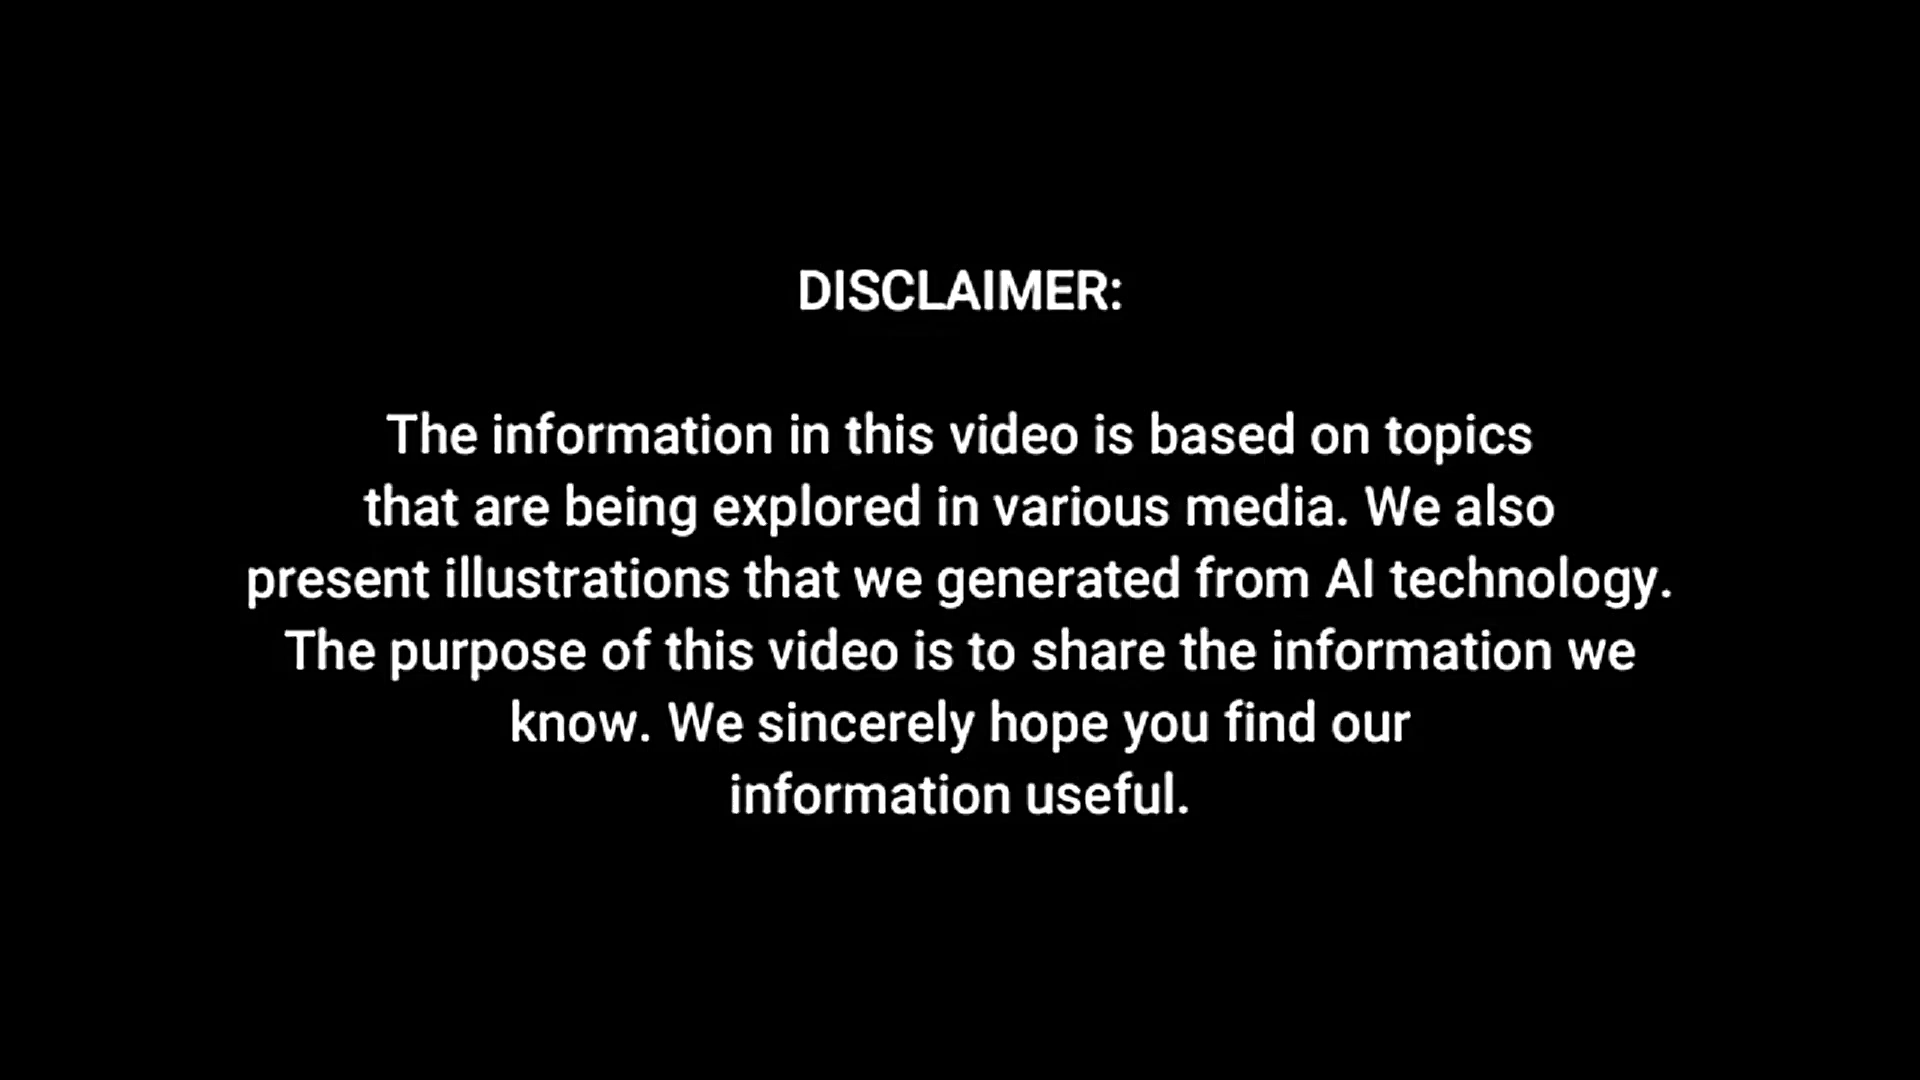 DISCLAIMER:
The information in this video is based on topics
that are being explored in various media. We also
present illustrations that we generated from AI technology.
The purpose of this video is to share the information we
know. We sincerely hope you find our
information useful.